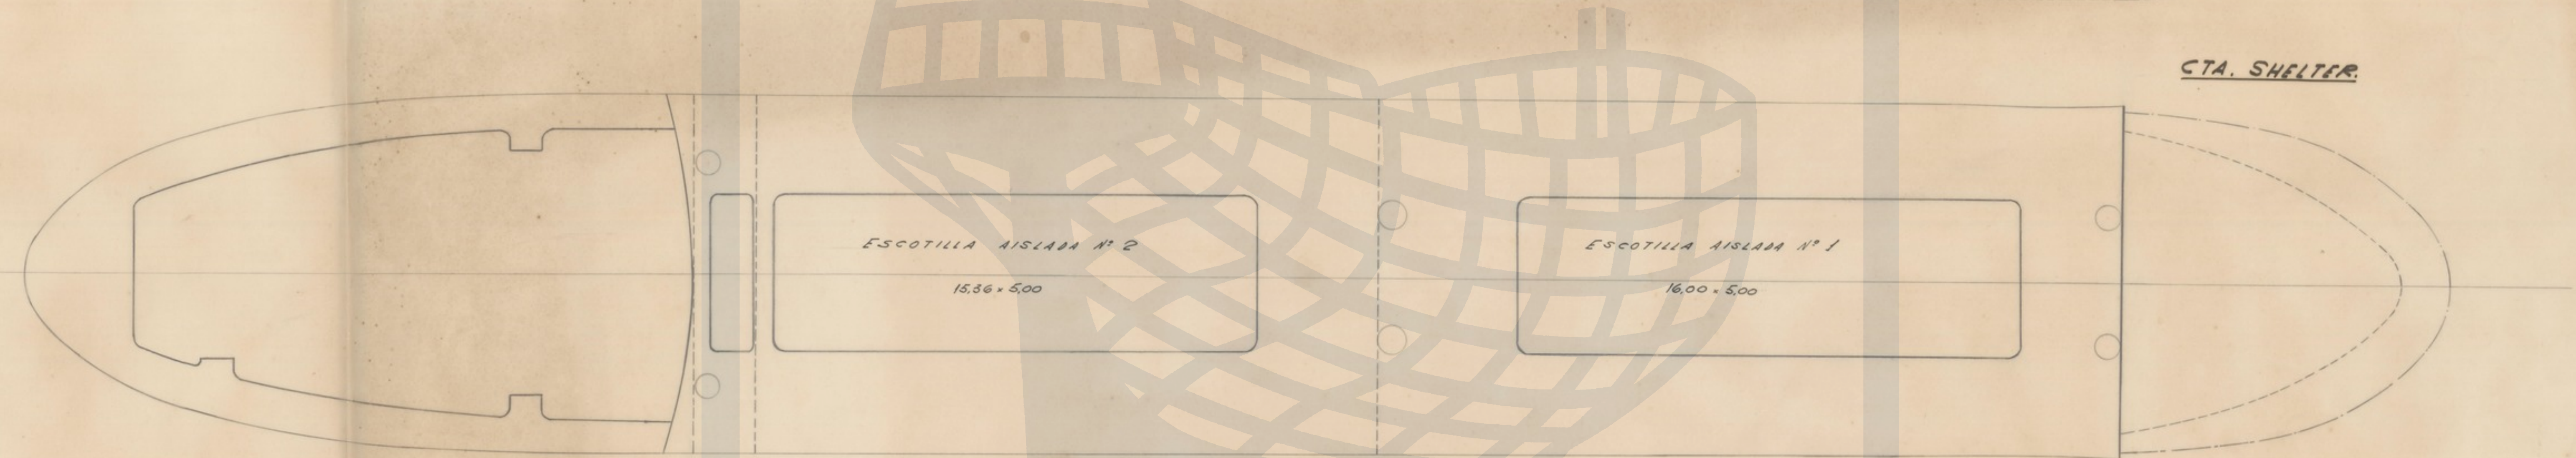 CTA. SHELTER.
ESCOTILLA AISLADA Nº 2
15,36 × 5,00
ESCOTILLA AISLADA Nº 1
16,00 × 5,00